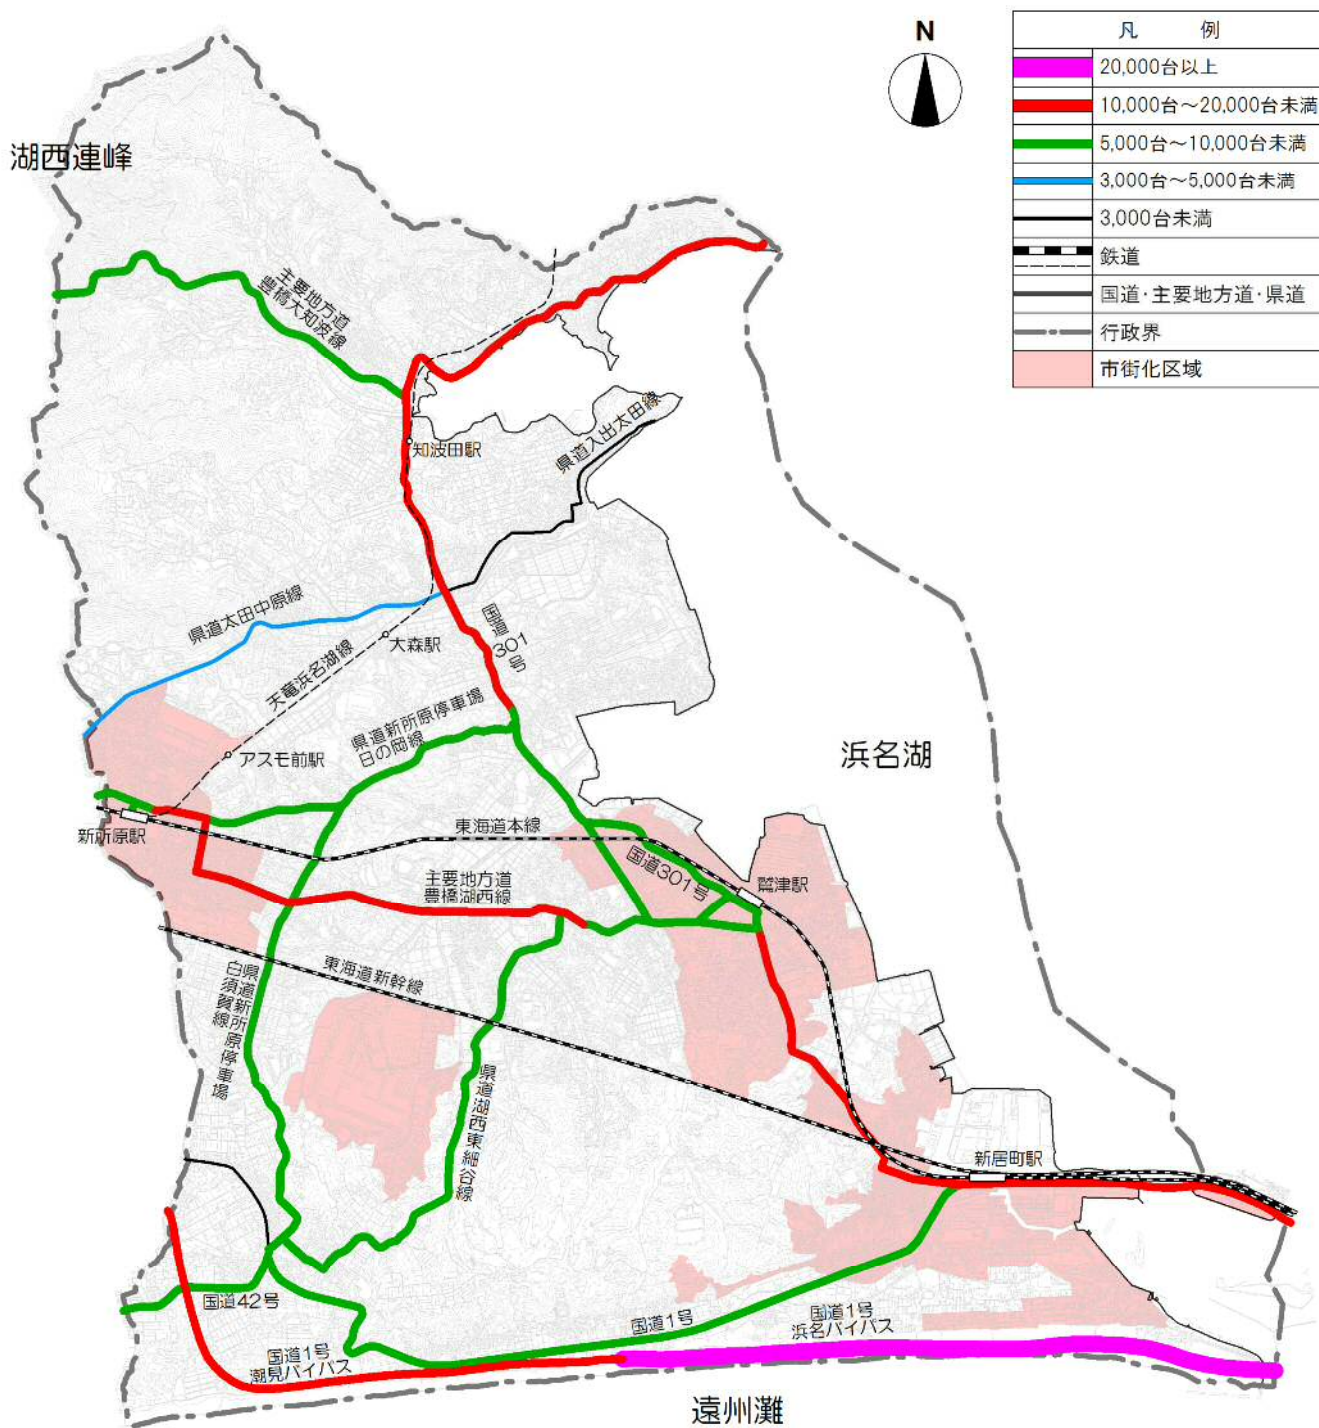 N
凡　例
20,000台以上
10,000台～20,000台未満
5,000台～10,000台未満
3,000台～5,000台未満
3,000台未満
鉄道
国道・主要地方道・県道
行政界
市街化区域
湖西連峰
主要地方道
豊橋大知波線
知波田駅
県道入出太田線
県道太田中原線
大森駅
国道301号
天竜浜名湖線
県道新所原停車場
日の岡線
アスモ前駅
浜名湖
新所原駅
東海道本線
国道301号
鷲津駅
主要地方道
豊橋湖西線
東海道新幹線
県道新所原停車場
白須賀線
県道湖西東細谷線
新居町駅
国道42号
国道1号
国道1号
浜名バイパス
国道1号
潮見バイパス
遠州灘